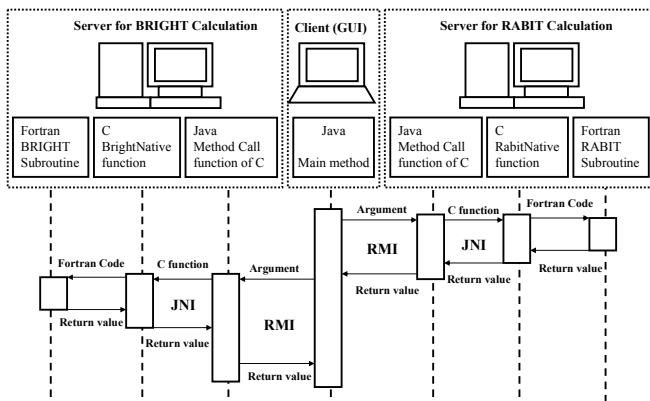 Server for BRIGHT Calculation
Client (GUI)
Server for RABIT Calculation
Fortran
BRIGHT
Subroutine
C
BrightNative
function
Java
Method Call
function of C
Java
Main method
Java
Method Call
function of C
C
RabitNative
function
Fortran
RABIT
Subroutine
Argument
C function
Fortran Code
RMI
JNI
Return value
Return value
Return value
Fortran Code
C function
Argument
JNI
RMI
Return value
Return value
Return value